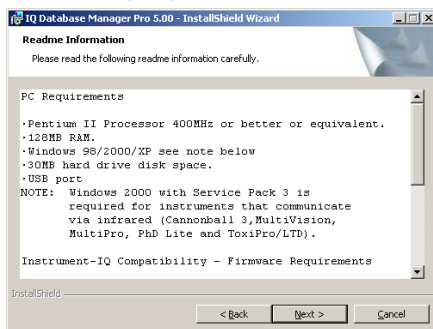 IQ Database Manager Pro 5.00 - InstallShield Wizard
Readme Information
Please read the following readme information carefully.
PC Requirements
·Pentium II Processor 400MHz or better or equivalent.
·128MB RAM.
·Windows 98/2000/XP see note below
·30MB hard drive disk space.
·USB port
NOTE: Windows 2000 with Service Pack 3 is
required for instruments that communicate
via infrared (Cannonball 3,MultiVision,
MultiPro, PhD Lite and ToxiPro/LTD).
Instrument-IQ Compatibility - Firmware Requirements
InstallShield
< Back
Next >
Cancel